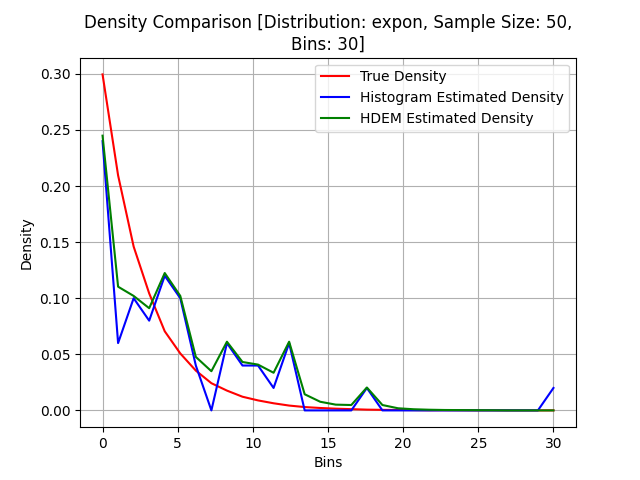 Density Comparison [Distribution: expon, Sample Size: 50,
Bins: 30]
True Density
Histogram Estimated Density
HDEM Estimated Density
Density
0.30
0.25
0.20
0.15
0.10
0.05
0.00
0 5 10 15 20 25 30
Bins